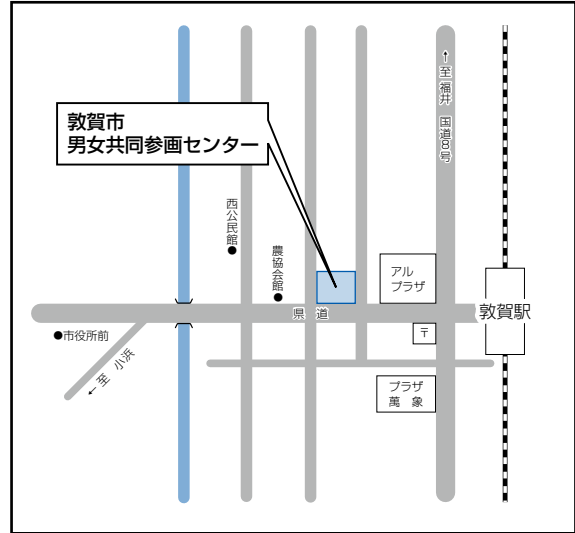 ↑至 福井　国道8号
敦賀市
男女共同参画センター
西公民館
農協会館
アル
プラザ
敦賀駅
県　道
〒
市役所前
←至 小浜
プラザ
萬　象